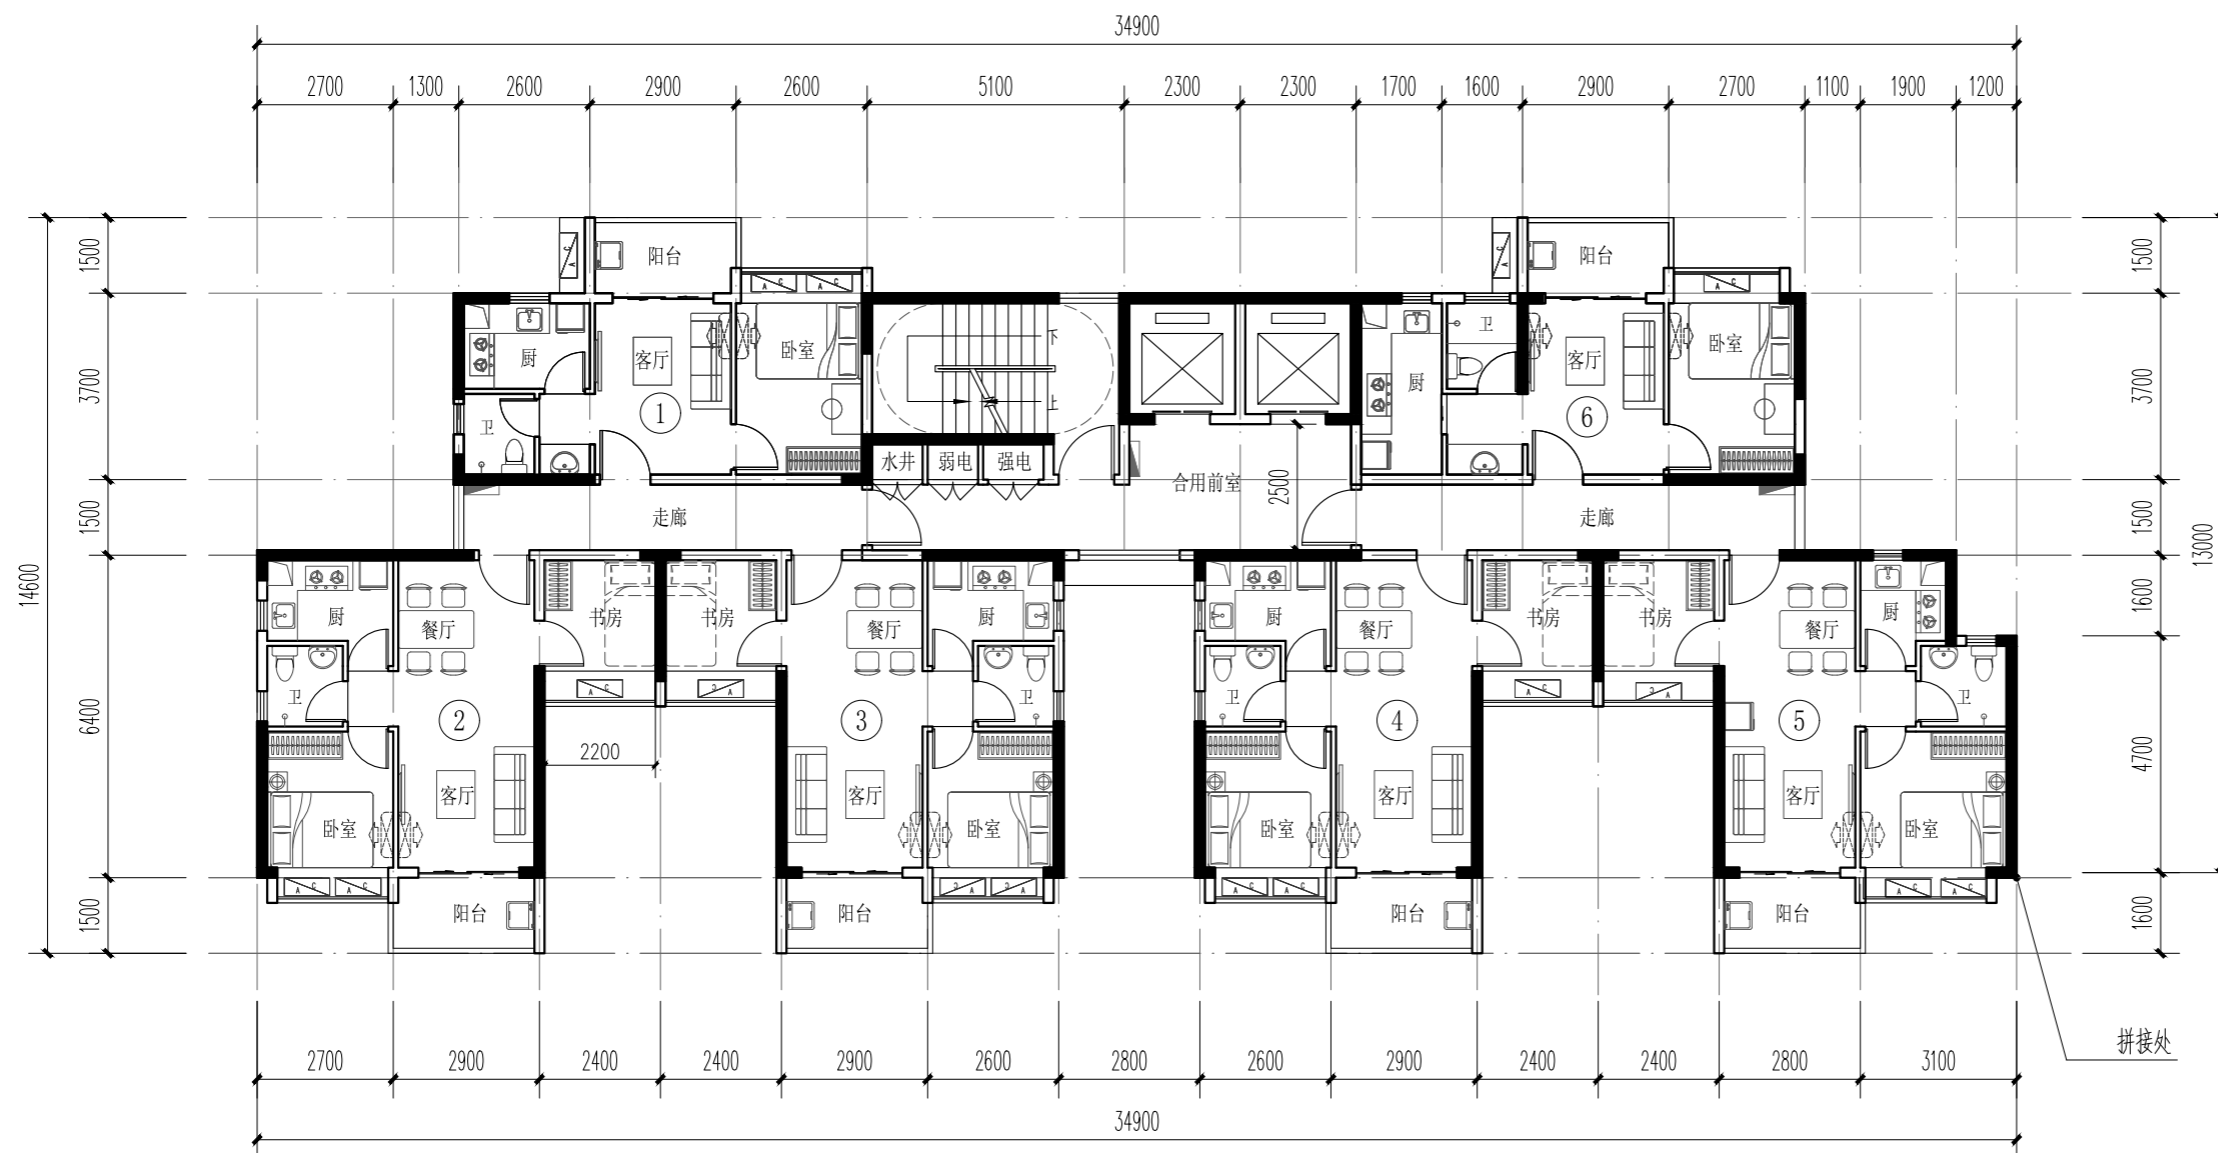 34900
2700 1300 2600 2900 2600 5100 2300 2300 1700 1600 2900 2700 1100 1900 1200
14600
1500
3700
1500
6400
1500
13000
1500
3700
1500
1600
4700
1600
阳台
阳台
A C
A C
A C
A C
A C
厨
客厅
卧室
下
上
卫
①
水井
弱电
强电
合用前室
2500
厨
卫
客厅
卧室
⑥
走廊
走廊
厨
餐厅
书房
书房
餐厅
厨
厨
餐厅
书房
书房
餐厅
厨
卫
②
A C
2200
A C
③
卫
卫
④
A C
A C
⑤
卫
卧室
客厅
客厅
卧室
卧室
客厅
客厅
卧室
A C
A C
A C
A C
A C
A C
A C
A C
阳台
阳台
阳台
阳台
拼接处
2700 2900 2400 2400 2900 2600 2800 2600 2900 2400 2400 2800 3100
34900